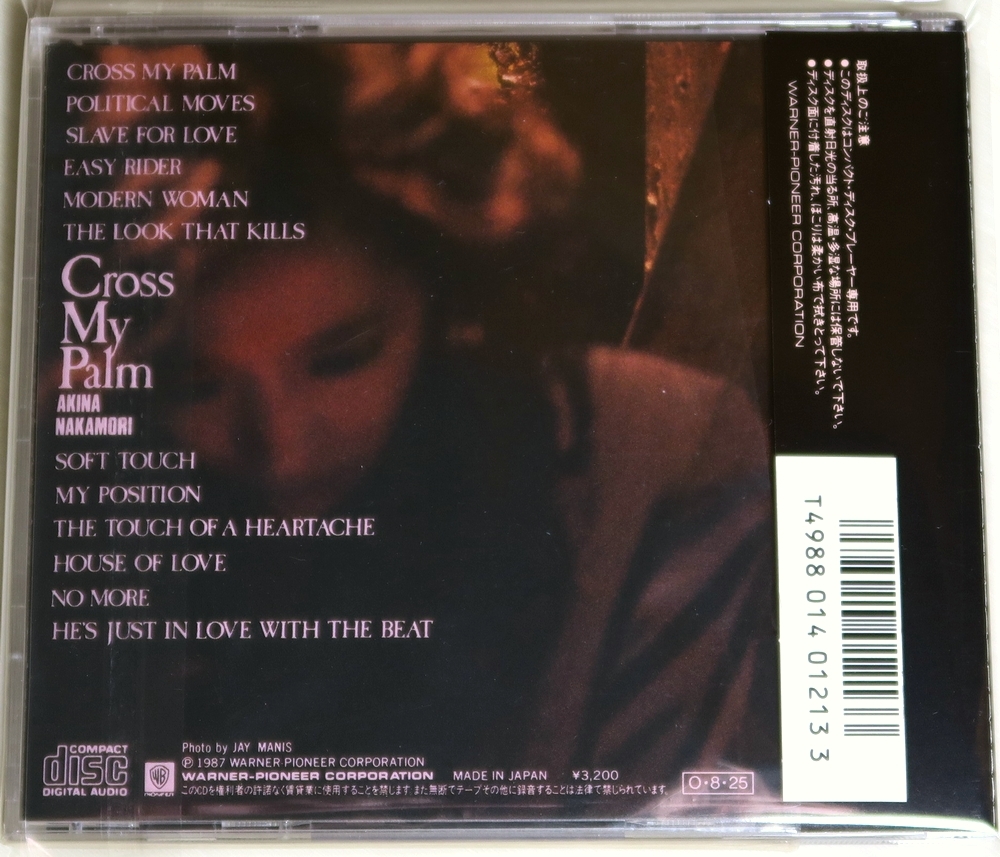 CROSS MY PALM
POLITICAL MOVES
SLAVE FOR LOVE
EASY RIDER
MODERN WOMAN
THE LOOK THAT KILLS
Cross
My
Palm
AKINA
NAKAMORI
SOFT TOUCH
MY POSITION
THE TOUCH OF A HEARTACHE
HOUSE OF LOVE
NO MORE
HE'S JUST IN LOVE WITH THE BEAT
COMPACT
disc
DIGITAL AUDIO
Photo by JAY MANIS
Ⓟ 1987 WARNER-PIONEER CORPORATION
WARNER-PIONEER CORPORATION MADE IN JAPAN ¥3,200
このCDを権利者の許諾なく賃貸業に使用することを禁じます。また無断でテープその他に録音することは法律で禁じられています。
O・8・25
取扱上のご注意
●このディスクはコンパクト・ディスク・プレーヤー専用です。
●ディスクを直射日光の当る所、高温・多湿な場所には保管しないで下さい。
●ディスク面に付着した汚れ、ほこりは柔かい布で拭きとって下さい。
WARNER-PIONEER CORPORATION
T4988 014 01213 3